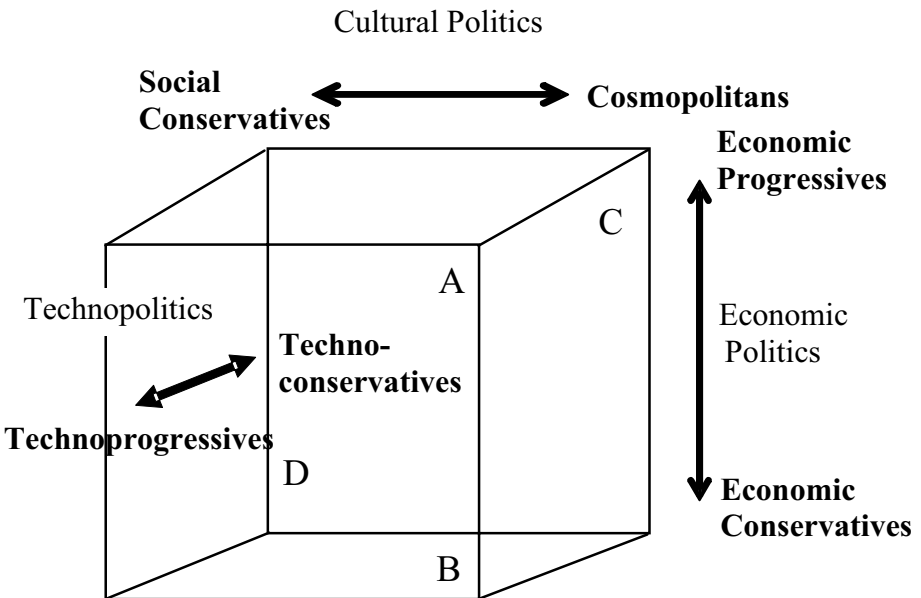 Cultural Politics
Social
Conservatives
Cosmopolitans
Economic
Progressives
C
A
Technopolitics
Economic
Politics
Techno-
conservatives
Technoprogressives
D
Economic
Conservatives
B